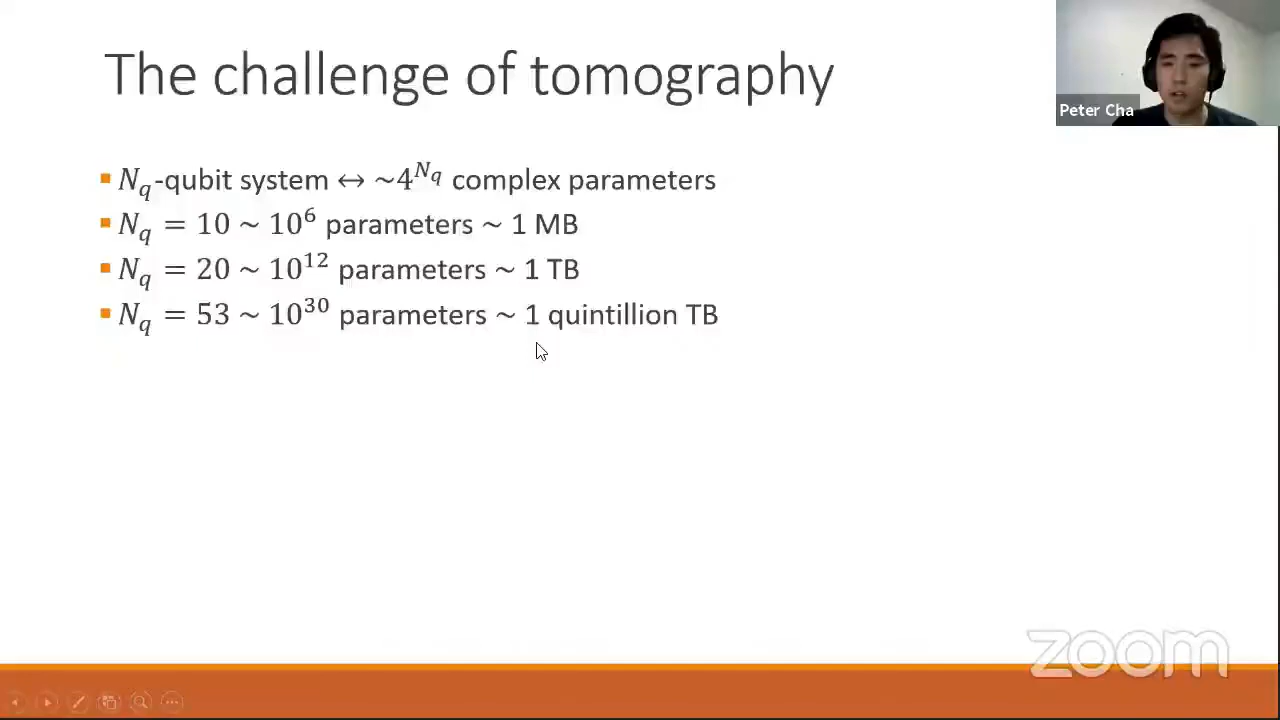 The challenge of tomography
Peter Cha
▪ N_q-qubit system ↔ ~4^{N_q} complex parameters
▪ N_q = 10 ~ 10^6 parameters ~ 1 MB
▪ N_q = 20 ~ 10^{12} parameters ~ 1 TB
▪ N_q = 53 ~ 10^{30} parameters ~ 1 quintillion TB
zoom